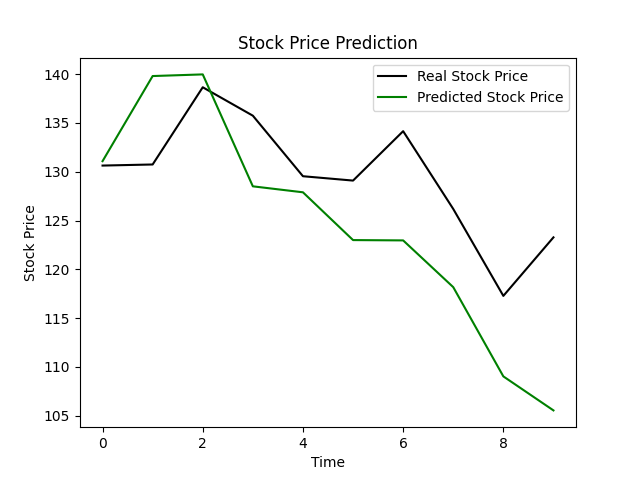 Stock Price Prediction
Real Stock Price
Predicted Stock Price
Stock Price
140
135
130
125
120
115
110
105
0 2 4 6 8
Time